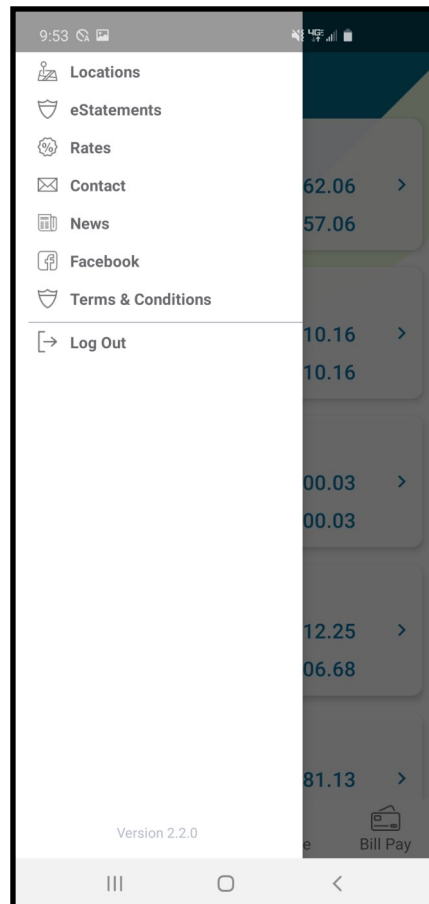 9:53
4GE
Locations
eStatements
Rates
Contact
News
Facebook
Terms & Conditions
Log Out
62.06
57.06
10.16
10.16
00.03
00.03
12.25
06.68
81.13
Version 2.2.0
e
Bill Pay